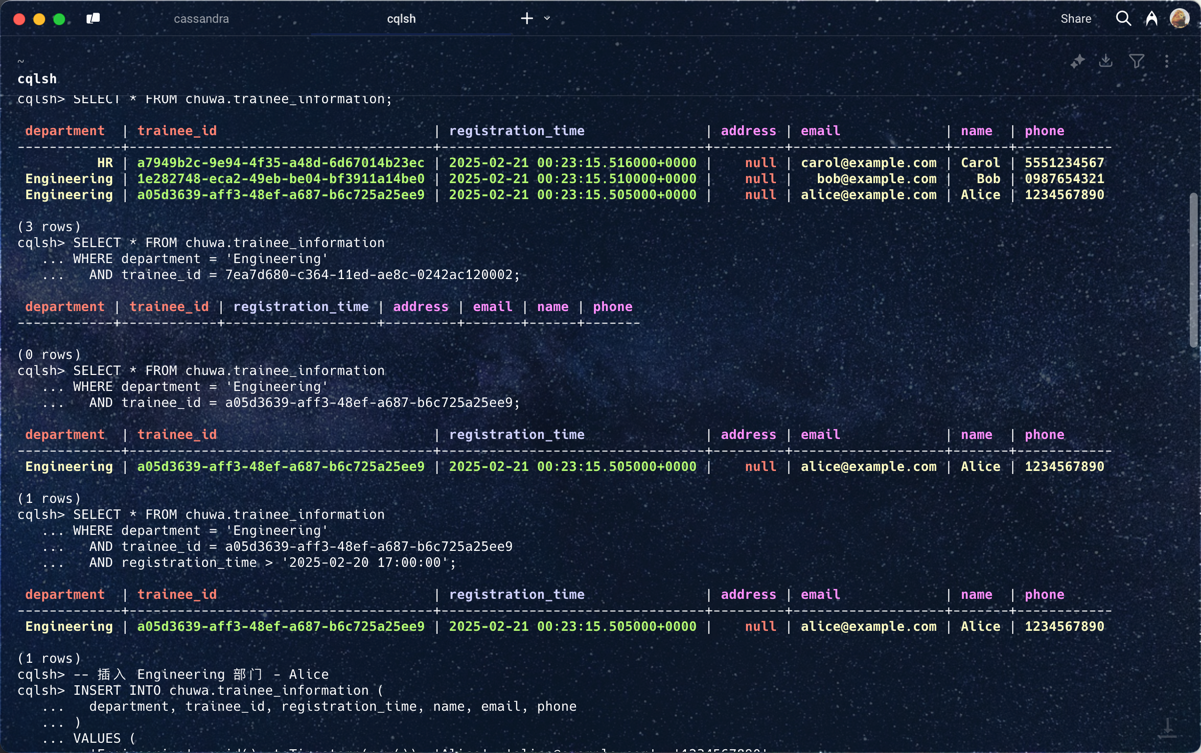 cassandra cqlsh + Share
~
cqlsh
cqlsh> SELECT * FROM chuwa.trainee_information;
 department  | trainee_id                           | registration_time               | address | email             | name  | phone
-------------+--------------------------------------+---------------------------------+---------+-------------------+-------+------------
          HR | a7949b2c-9e94-4f35-a48d-6d67014b23ec | 2025-02-21 00:23:15.516000+0000 |    null | carol@example.com | Carol | 5551234567
 Engineering | 1e282748-eca2-49eb-be04-bf3911a14be0 | 2025-02-21 00:23:15.510000+0000 |    null |   bob@example.com |   Bob | 0987654321
 Engineering | a05d3639-aff3-48ef-a687-b6c725a25ee9 | 2025-02-21 00:23:15.505000+0000 |    null | alice@example.com | Alice | 1234567890
(3 rows)
cqlsh> SELECT * FROM chuwa.trainee_information
   ... WHERE department = 'Engineering'
   ...   AND trainee_id = 7ea7d680-c364-11ed-ae8c-0242ac120002;
 department | trainee_id | registration_time | address | email | name | phone
------------+------------+-------------------+---------+-------+------+-------
(0 rows)
cqlsh> SELECT * FROM chuwa.trainee_information
   ... WHERE department = 'Engineering'
   ...   AND trainee_id = a05d3639-aff3-48ef-a687-b6c725a25ee9;
 department  | trainee_id                           | registration_time               | address | email             | name  | phone
-------------+--------------------------------------+---------------------------------+---------+-------------------+-------+------------
 Engineering | a05d3639-aff3-48ef-a687-b6c725a25ee9 | 2025-02-21 00:23:15.505000+0000 |    null | alice@example.com | Alice | 1234567890
(1 rows)
cqlsh> SELECT * FROM chuwa.trainee_information
   ... WHERE department = 'Engineering'
   ...   AND trainee_id = a05d3639-aff3-48ef-a687-b6c725a25ee9
   ...   AND registration_time > '2025-02-20 17:00:00';
 department  | trainee_id                           | registration_time               | address | email             | name  | phone
-------------+--------------------------------------+---------------------------------+---------+-------------------+-------+------------
 Engineering | a05d3639-aff3-48ef-a687-b6c725a25ee9 | 2025-02-21 00:23:15.505000+0000 |    null | alice@example.com | Alice | 1234567890
(1 rows)
cqlsh> -- 插入 Engineering 部门 - Alice
cqlsh> INSERT INTO chuwa.trainee_information (
   ...   department, trainee_id, registration_time, name, email, phone
   ... )
   ... VALUES (